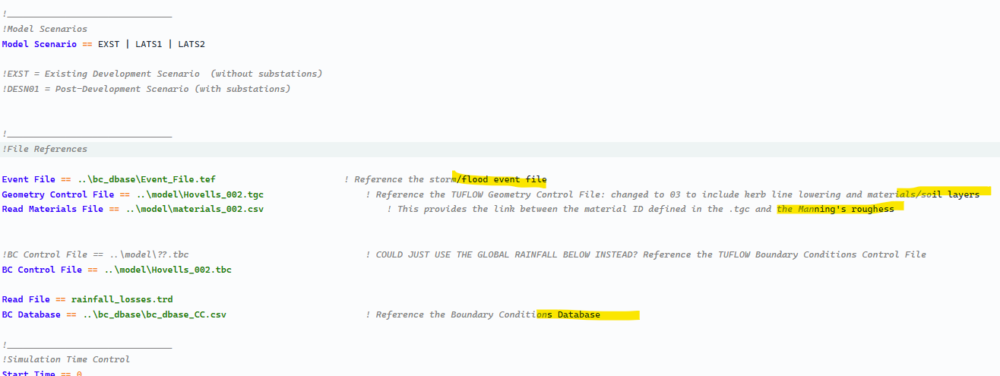 !_______________________________
!Model Scenarios
Model Scenario == EXST | LATS1 | LATS2
!EXST = Existing Development Scenario  (without substations)
!DESN01 = Post-Development Scenario (with substations)
!_______________________________
!File References
Event File == ..\bc_dbase\Event_File.tef ! Reference the storm/flood event file
Geometry Control File == ..\model\Hovells_002.tgc ! Reference the TUFLOW Geometry Control File: changed to 03 to include herb line lowering and materials/soil layers
Read Materials File == ..\model\materials_002.csv ! This provides the link between the material ID defined in the .tgc and the Manning's roughess
!BC Control File == ..\model\??.tbc ! COULD JUST USE THE GLOBAL RAINFALL BELOW INSTEAD? Reference the TUFLOW Boundary Conditions Control File
BC Control File == ..\model\Hovells_002.tbc
Read File == rainfall_losses.trd
BC Database == ..\bc_dbase\bc_dbase_CC.csv ! Reference the Boundary Conditions Database
!_______________________________
!Simulation Time Control
Start Time == 0